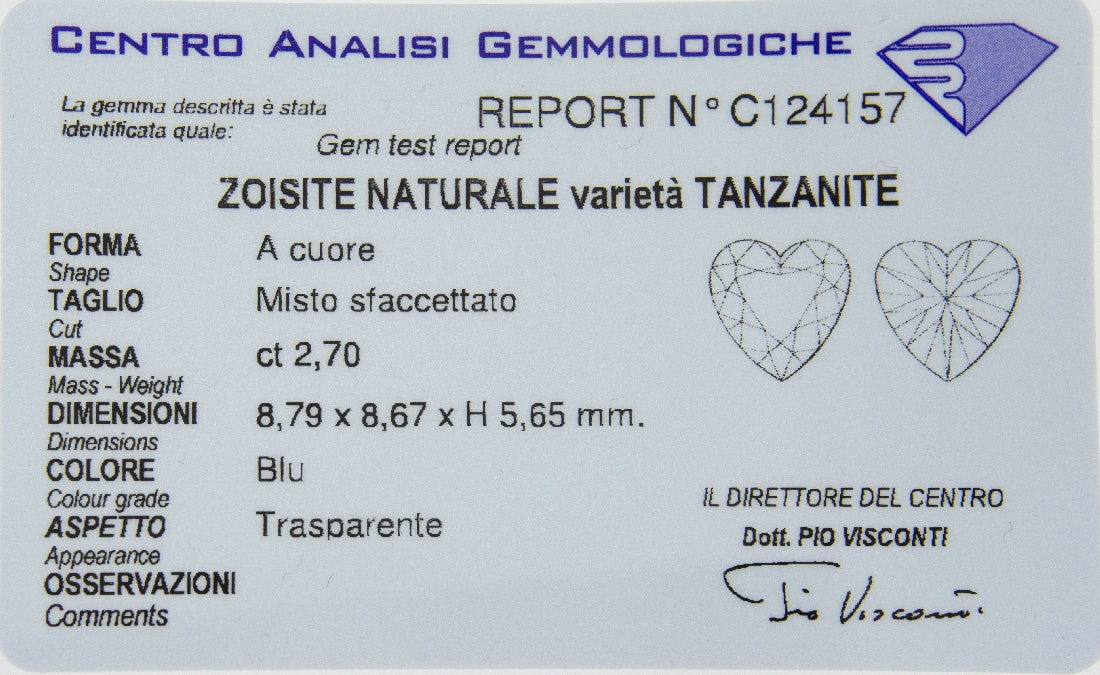 CENTRO ANALISI GEMMOLOGICHE
La gemma descritta è stata
identificata quale:
REPORT N° C124157
Gem test report
ZOISITE NATURALE varietà TANZANITE
FORMA A cuore
Shape
TAGLIO Misto sfaccettato
Cut
MASSA ct 2,70
Mass - Weight
DIMENSIONI 8,79 x 8,67 x H 5,65 mm.
Dimensions
COLORE Blu
Colour grade
ASPETTO Trasparente
Appearance
OSSERVAZIONI
Comments
IL DIRETTORE DEL CENTRO
Dott. PIO VISCONTI
Pio Visconti